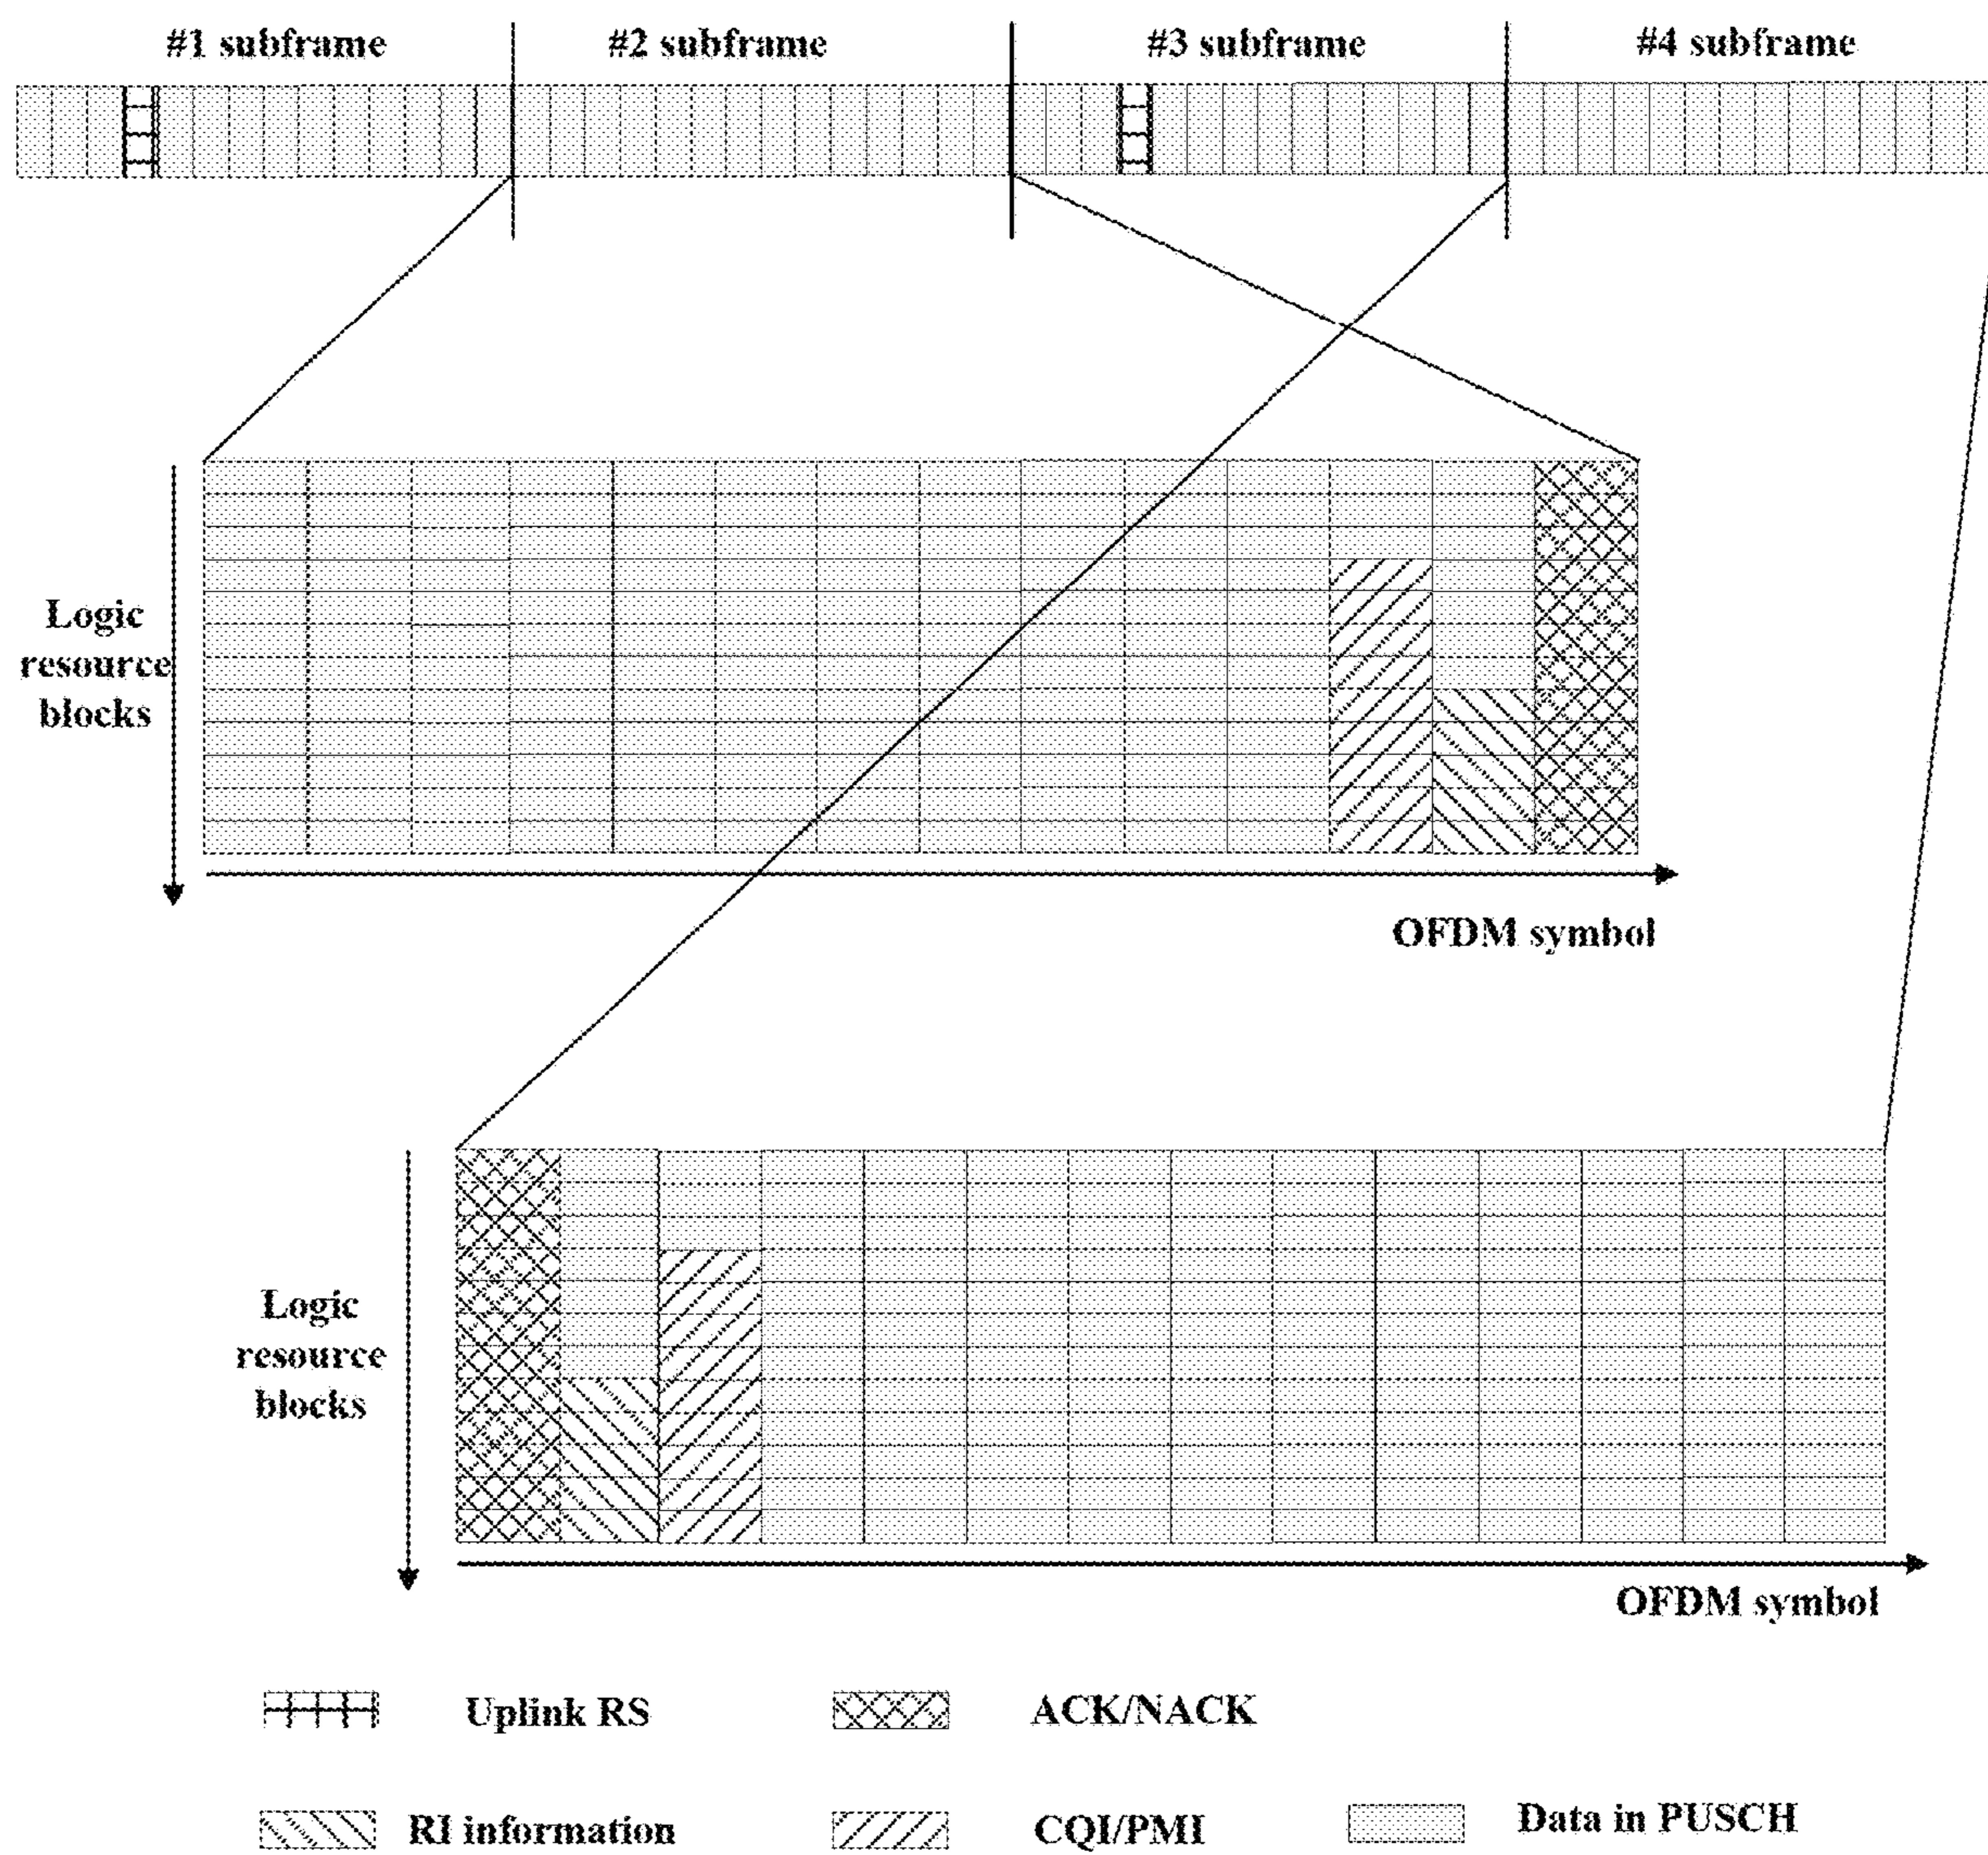 #1 subframe
#2 subframe
#3 subframe
#4 subframe
Logic
resource
blocks
OFDM symbol
Logic
resource
blocks
OFDM symbol
Uplink RS
ACK/NACK
RI information
CQI/PMI
Data in PUSCH